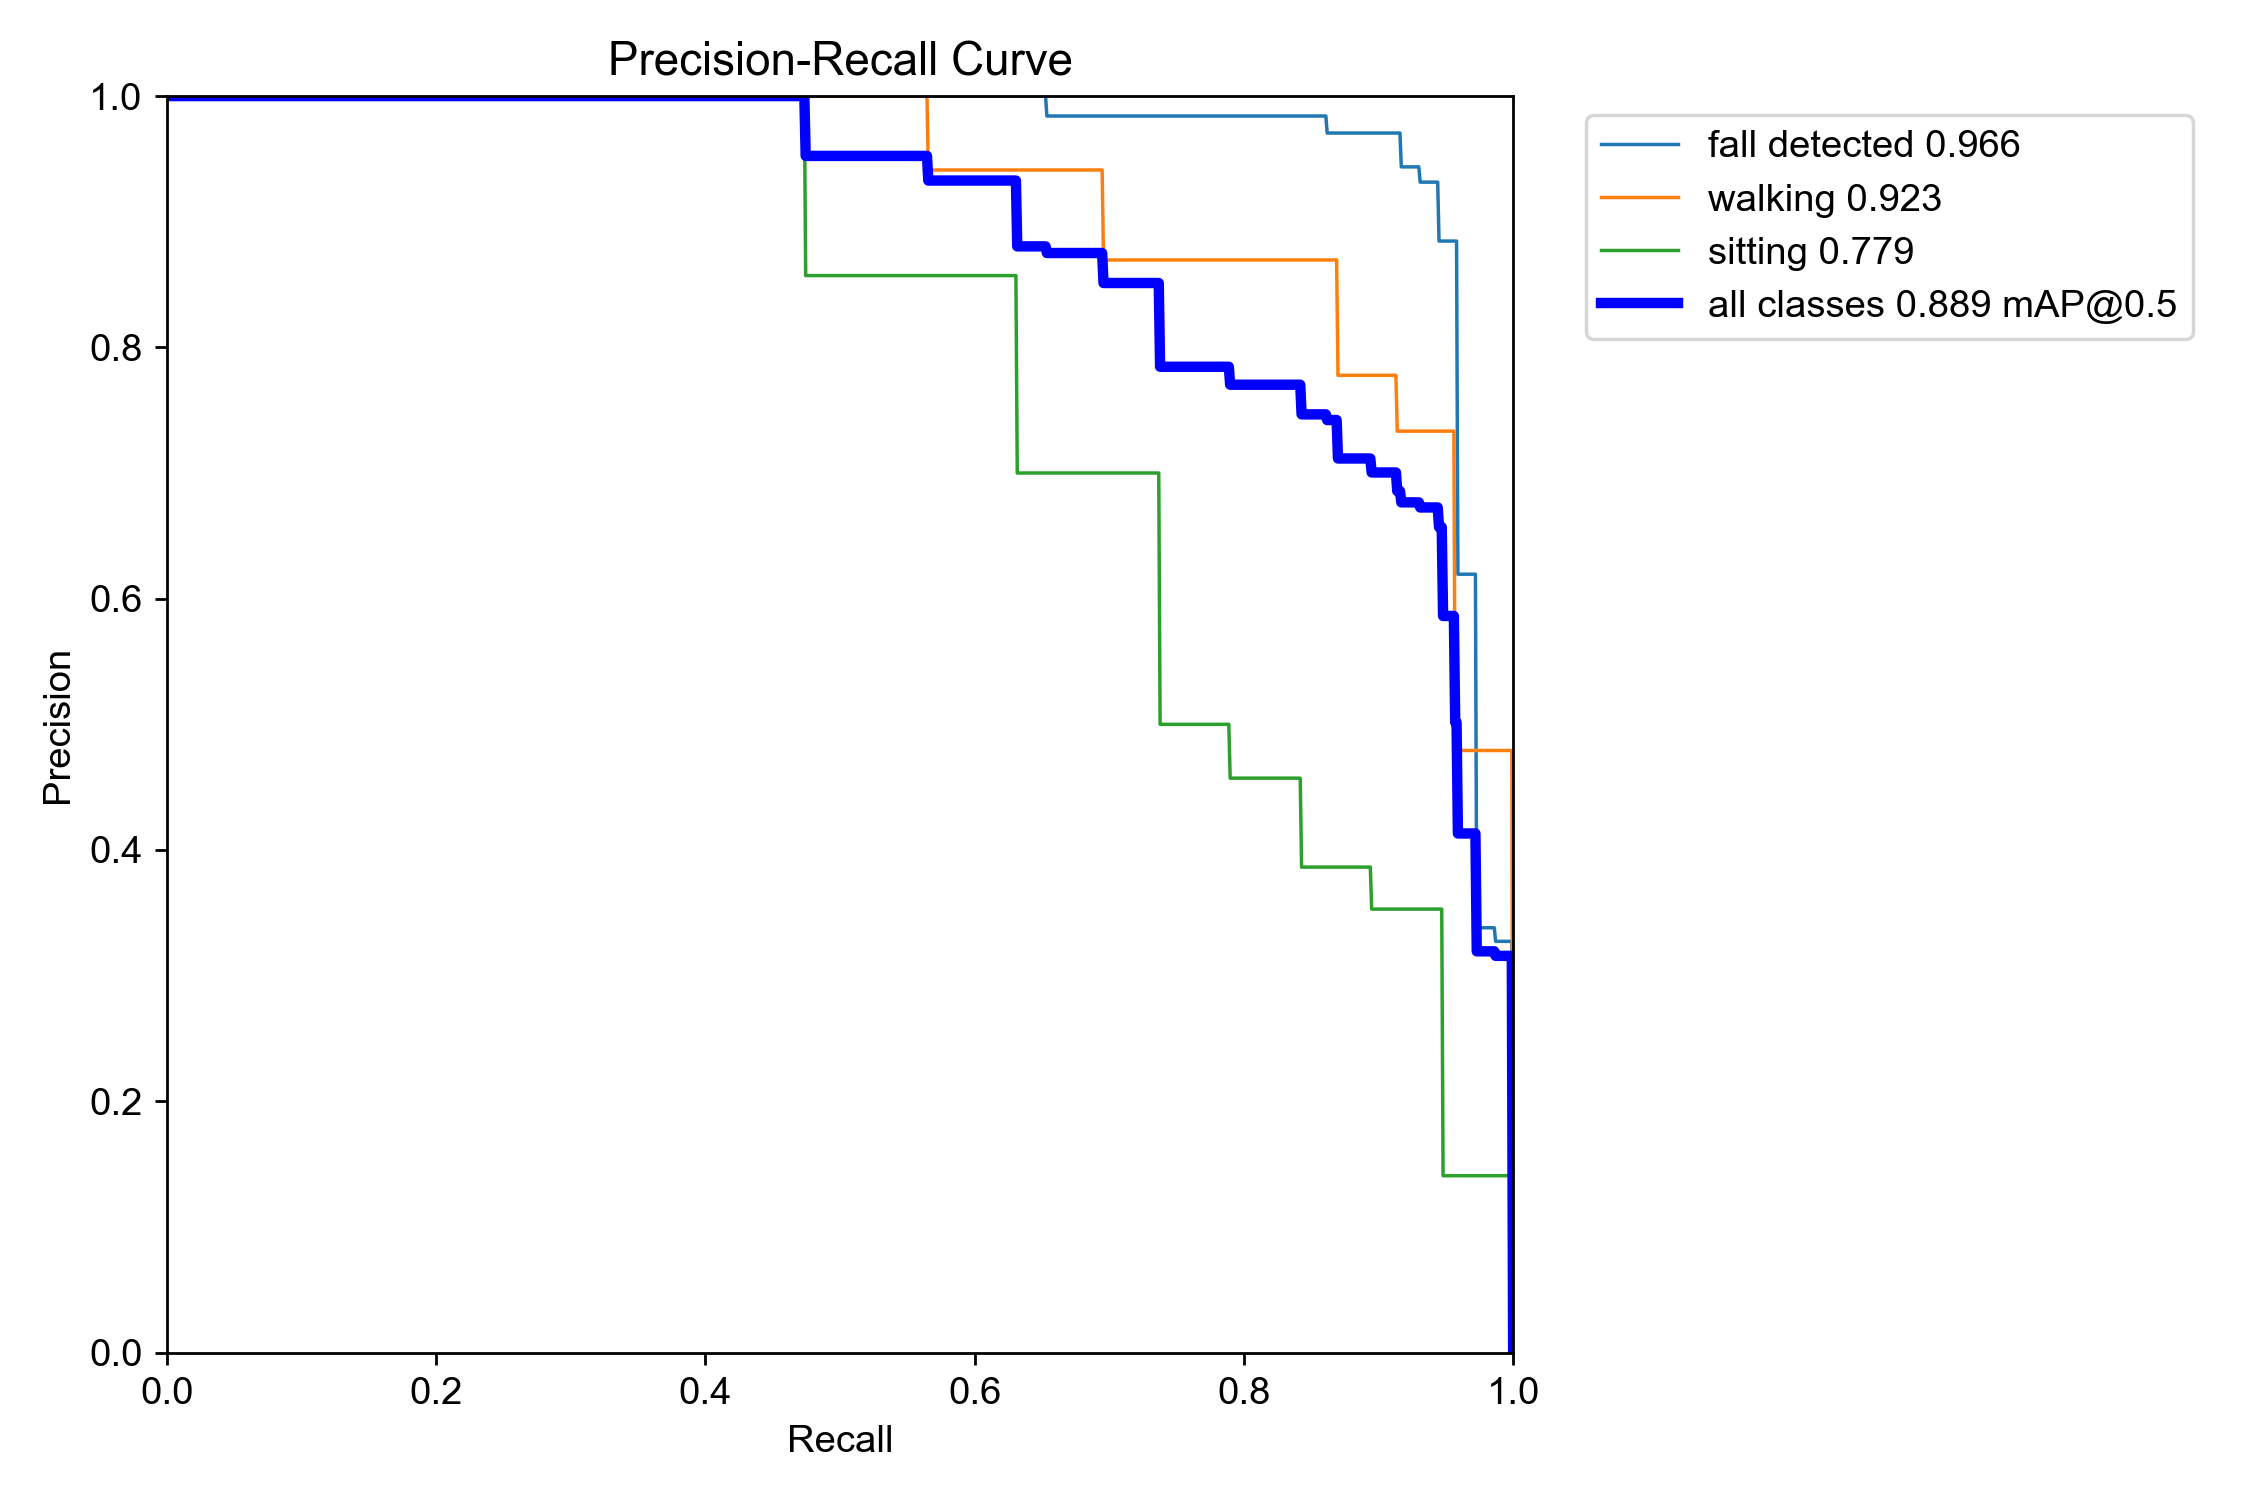 Precision-Recall Curve
1.0
0.8
0.6
0.4
0.2
0.0
Precision
0.0 0.2 0.4 0.6 0.8 1.0
Recall
fall detected 0.966
walking 0.923
sitting 0.779
all classes 0.889 mAP@0.5